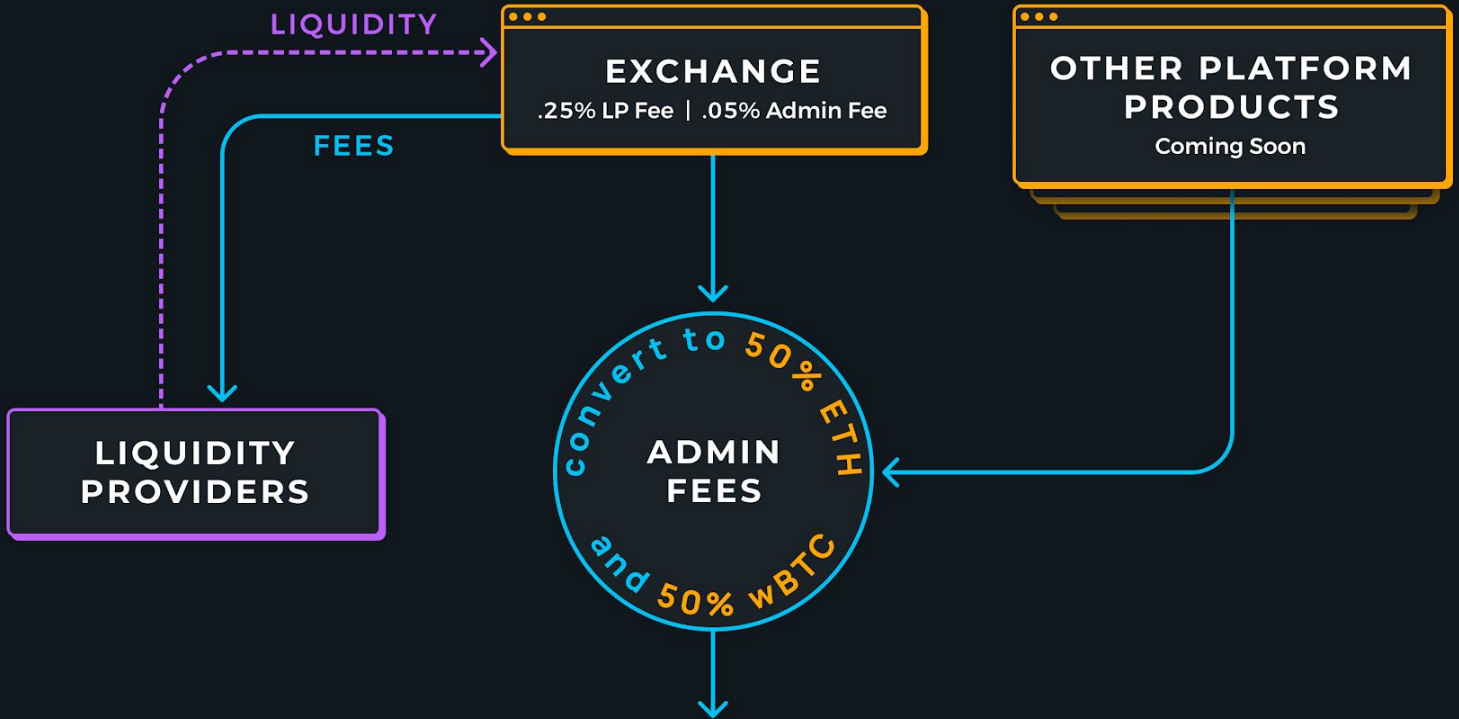 LIQUIDITY
EXCHANGE
.25% LP Fee | .05% Admin Fee
OTHER PLATFORM
PRODUCTS
Coming Soon
FEES
convert to 50% ETH
ADMIN
FEES
and 50% wBTC
LIQUIDITY
PROVIDERS